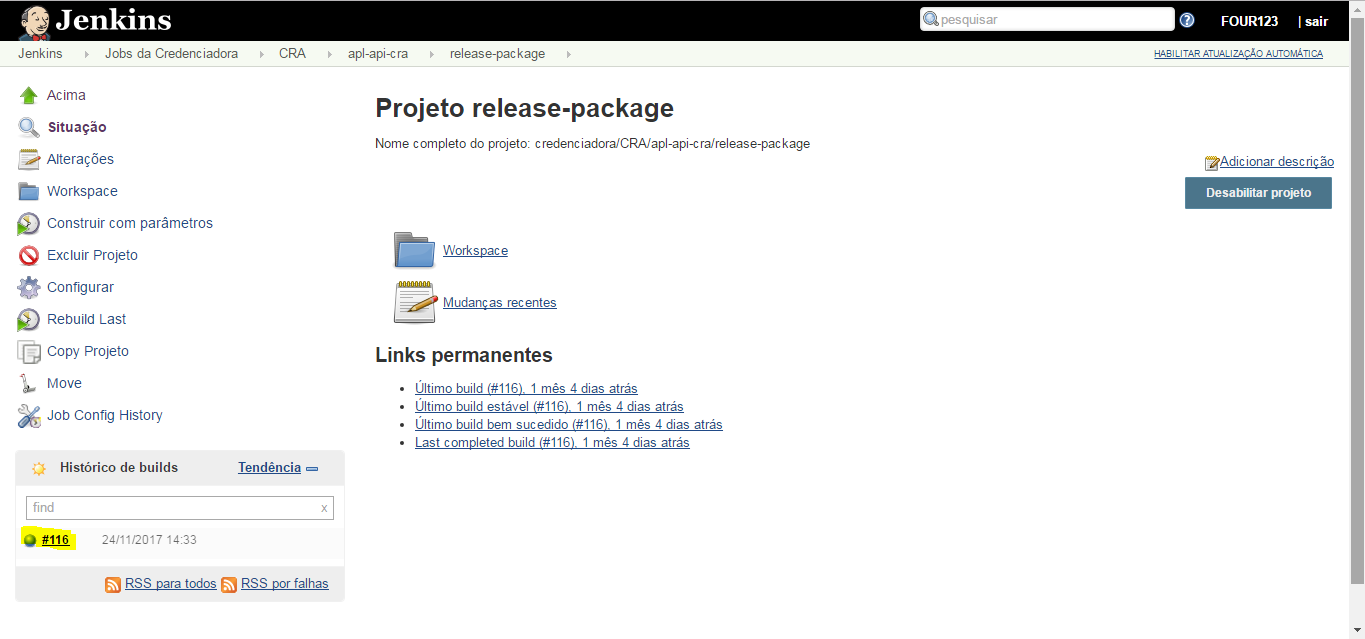 Jenkins
pesquisar
FOUR123 | sair
Jenkins Jobs da Credenciadora CRA apl-api-cra release-package
HABILITAR ATUALIZAÇÃO AUTOMÁTICA
Acima
Situação
Alterações
Workspace
Construir com parâmetros
Excluir Projeto
Configurar
Rebuild Last
Copy Projeto
Move
Job Config History
Histórico de builds Tendência
find x
#116 24/11/2017 14:33
RSS para todos RSS por falhas
Projeto release-package
Nome completo do projeto: credenciadora/CRA/apl-api-cra/release-package
Adicionar descrição
Desabilitar projeto
Workspace
Mudanças recentes
Links permanentes
Último build (#116), 1 mês 4 dias atrás
Último build estável (#116), 1 mês 4 dias atrás
Último build bem sucedido (#116), 1 mês 4 dias atrás
Last completed build (#116), 1 mês 4 dias atrás